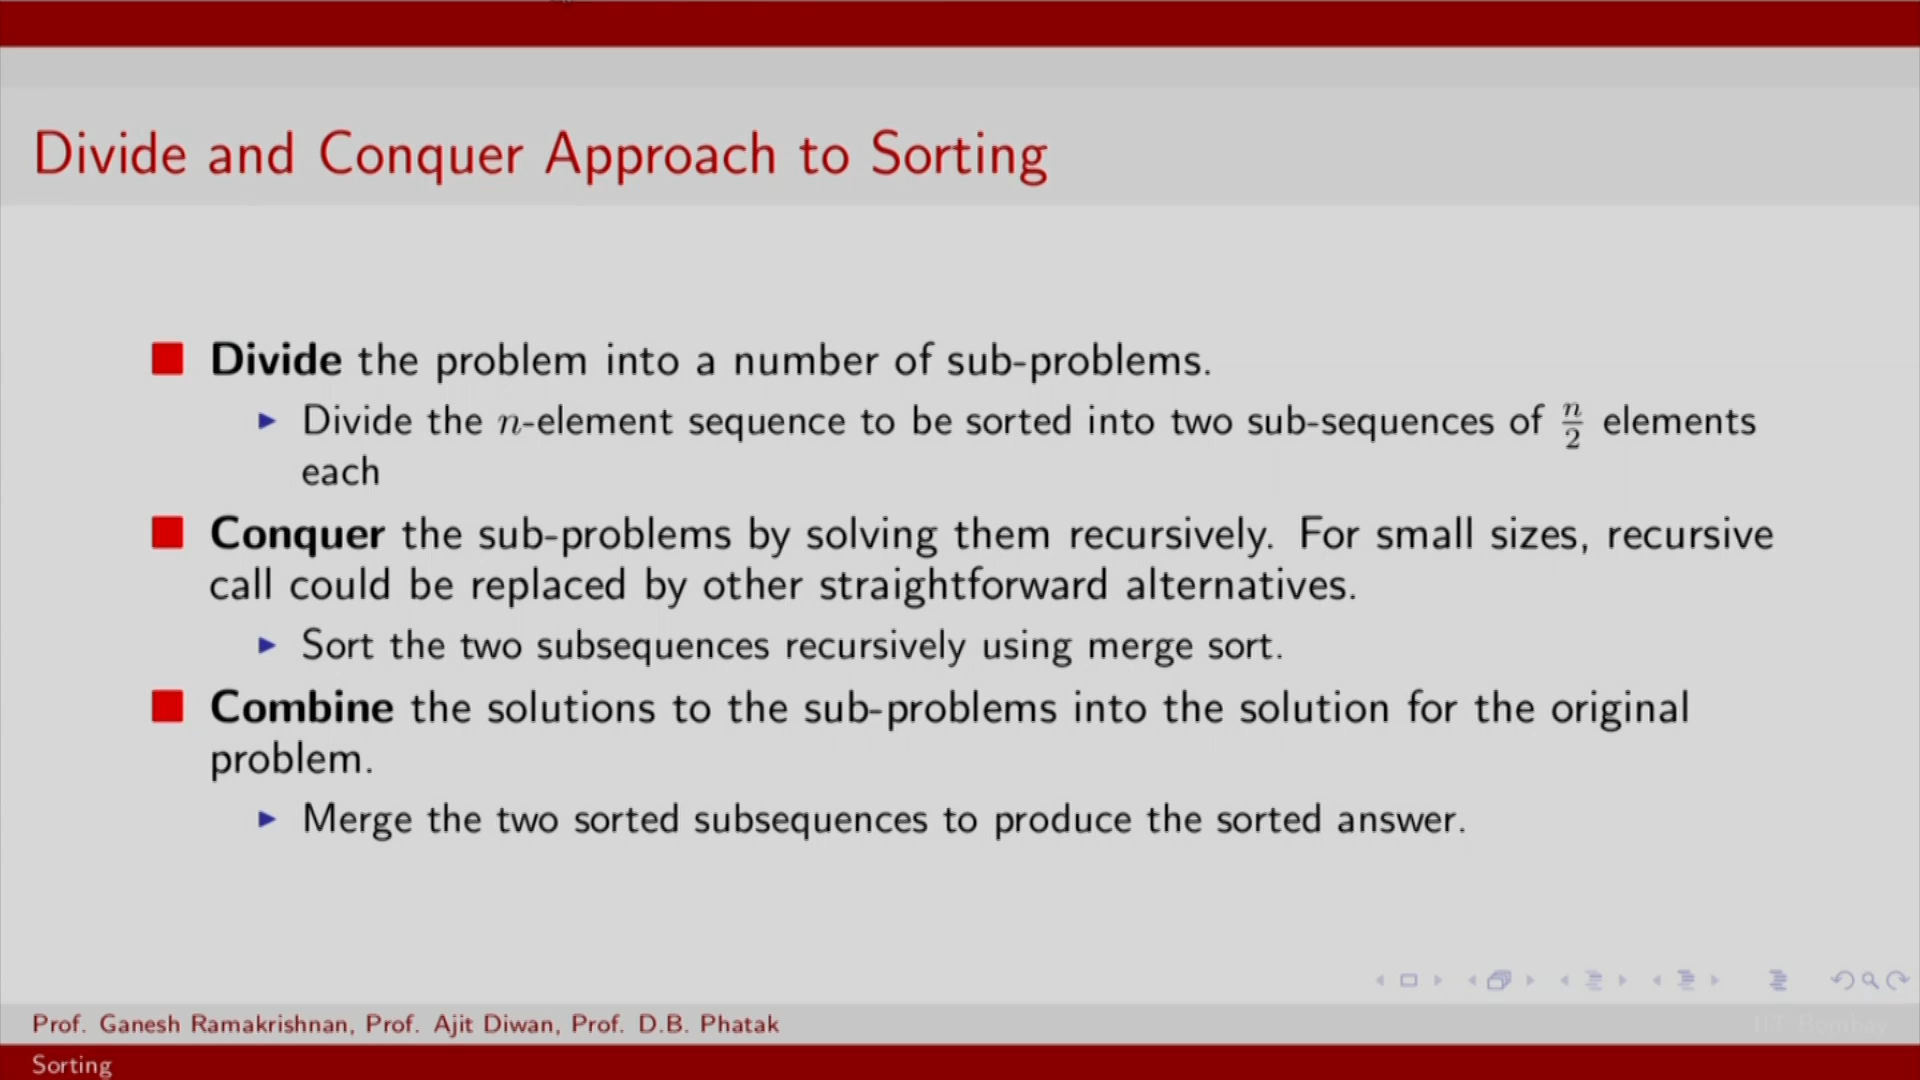 Divide and Conquer Approach to Sorting
Divide the problem into a number of sub-problems.
Divide the n-element sequence to be sorted into two sub-sequences of n/2 elements
each
Conquer the sub-problems by solving them recursively. For small sizes, recursive
call could be replaced by other straightforward alternatives.
Sort the two subsequences recursively using merge sort.
Combine the solutions to the sub-problems into the solution for the original
problem.
Merge the two sorted subsequences to produce the sorted answer.
Prof. Ganesh Ramakrishnan, Prof. Ajit Diwan, Prof. D.B. Phatak
IIT Bombay
Sorting